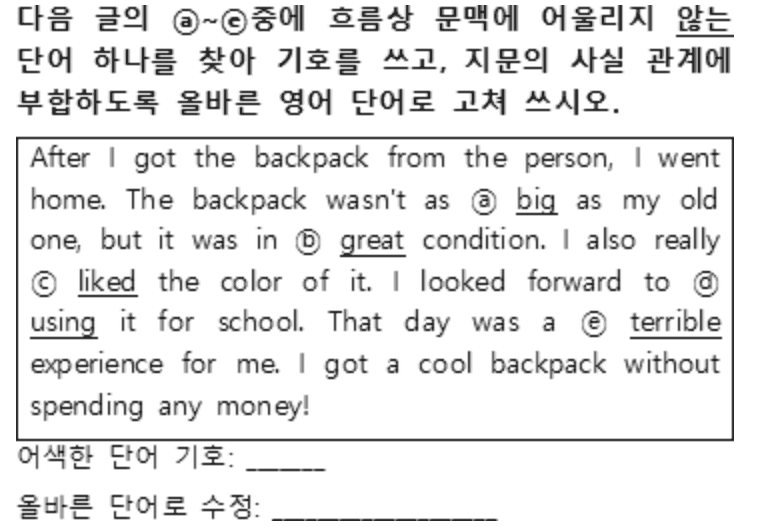 다음 글의 ⓐ~ⓔ중에 흐름상 문맥에 어울리지 않는
단어 하나를 찾아 기호를 쓰고, 지문의 사실 관계에
부합하도록 올바른 영어 단어로 고쳐 쓰시오.
After I got the backpack from the person, I went
home. The backpack wasn't as ⓐ big as my old
one, but it was in ⓑ great condition. I also really
ⓒ liked the color of it. I looked forward to ⓓ
using it for school. That day was a ⓔ terrible
experience for me. I got a cool backpack without
spending any money!
어색한 단어 기호: ______
올바른 단어로 수정: _________________